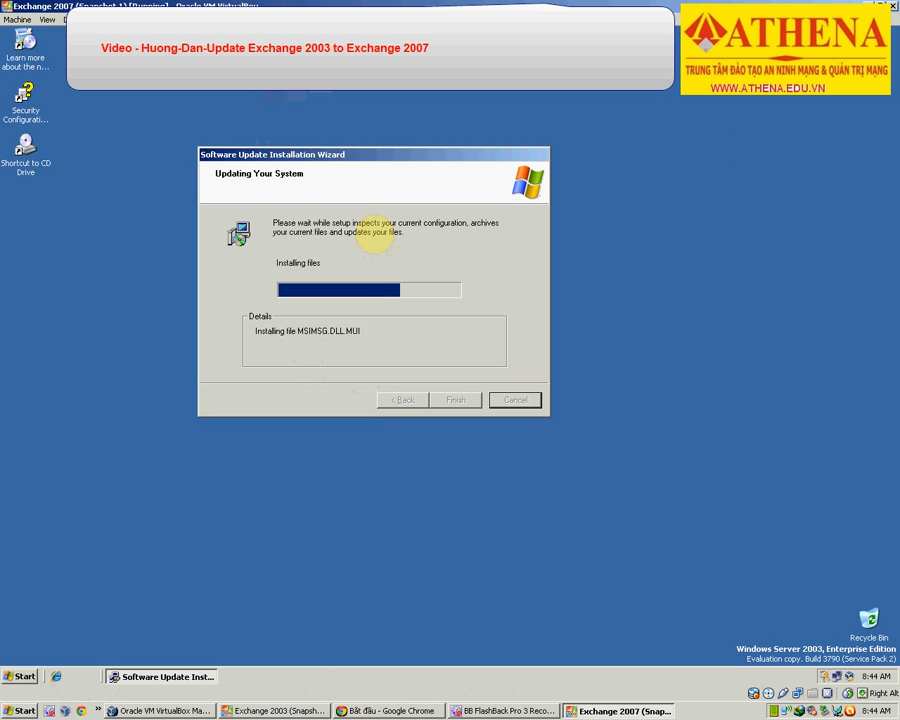 Exchange 2007 (Snapshot 1) [Running] - Oracle VM VirtualBox
Machine View
Video - Huong-Dan-Update Exchange 2003 to Exchange 2007
ATHENA
TRUNG TÂM ĐÀO TẠO AN NINH MẠNG & QUẢN TRỊ MẠNG
WWW.ATHENA.EDU.VN
Learn more
about the n...
Security
Configurati...
Shortcut to CD
Drive
Software Update Installation Wizard
Updating Your System
Please wait while setup inspects your current configuration, archives
your current files and updates your files.
Installing files
Details
Installing file MSIMSG.DLL.MUI
< Back
Finish
Cancel
Recycle Bin
Windows Server 2003, Enterprise Edition
Evaluation copy. Build 3790 (Service Pack 2)
Start
Software Update Inst...
8:44 AM
Right Alt
Start
Oracle VM VirtualBox Ma...
Exchange 2003 (Snapsh...
Bắt đầu - Google Chrome
BB FlashBack Pro 3 Reco...
Exchange 2007 (Snap...
8:44 AM